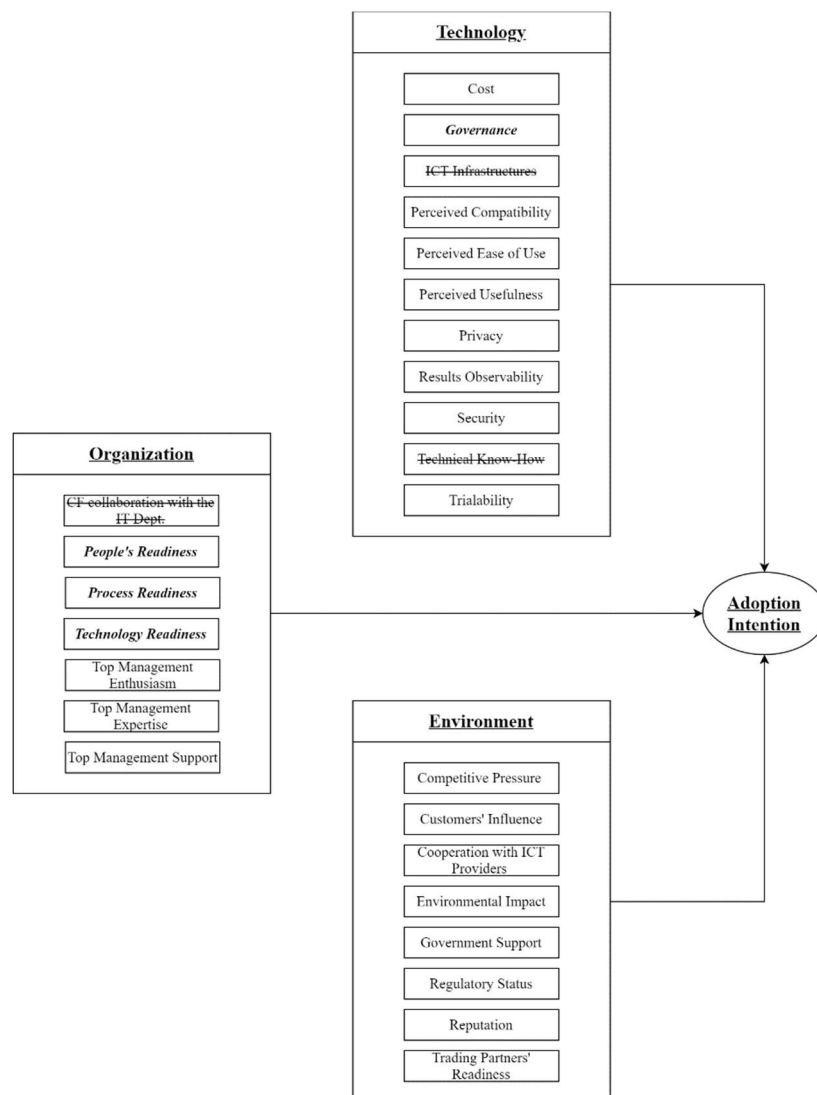 Technology
Cost
Governance
ICT Infrastructures
Perceived Compatibility
Perceived Ease of Use
Perceived Usefulness
Privacy
Results Observability
Security
Technical Know-How
Trialability
Organization
CF collaboration with the
IT Dept.
People's Readiness
Process Readiness
Technology Readiness
Top Management
Enthusiasm
Top Management
Expertise
Top Management Support
Adoption
Intention
Environment
Competitive Pressure
Customers' Influence
Cooperation with ICT
Providers
Environmental Impact
Government Support
Regulatory Status
Reputation
Trading Partners'
Readiness